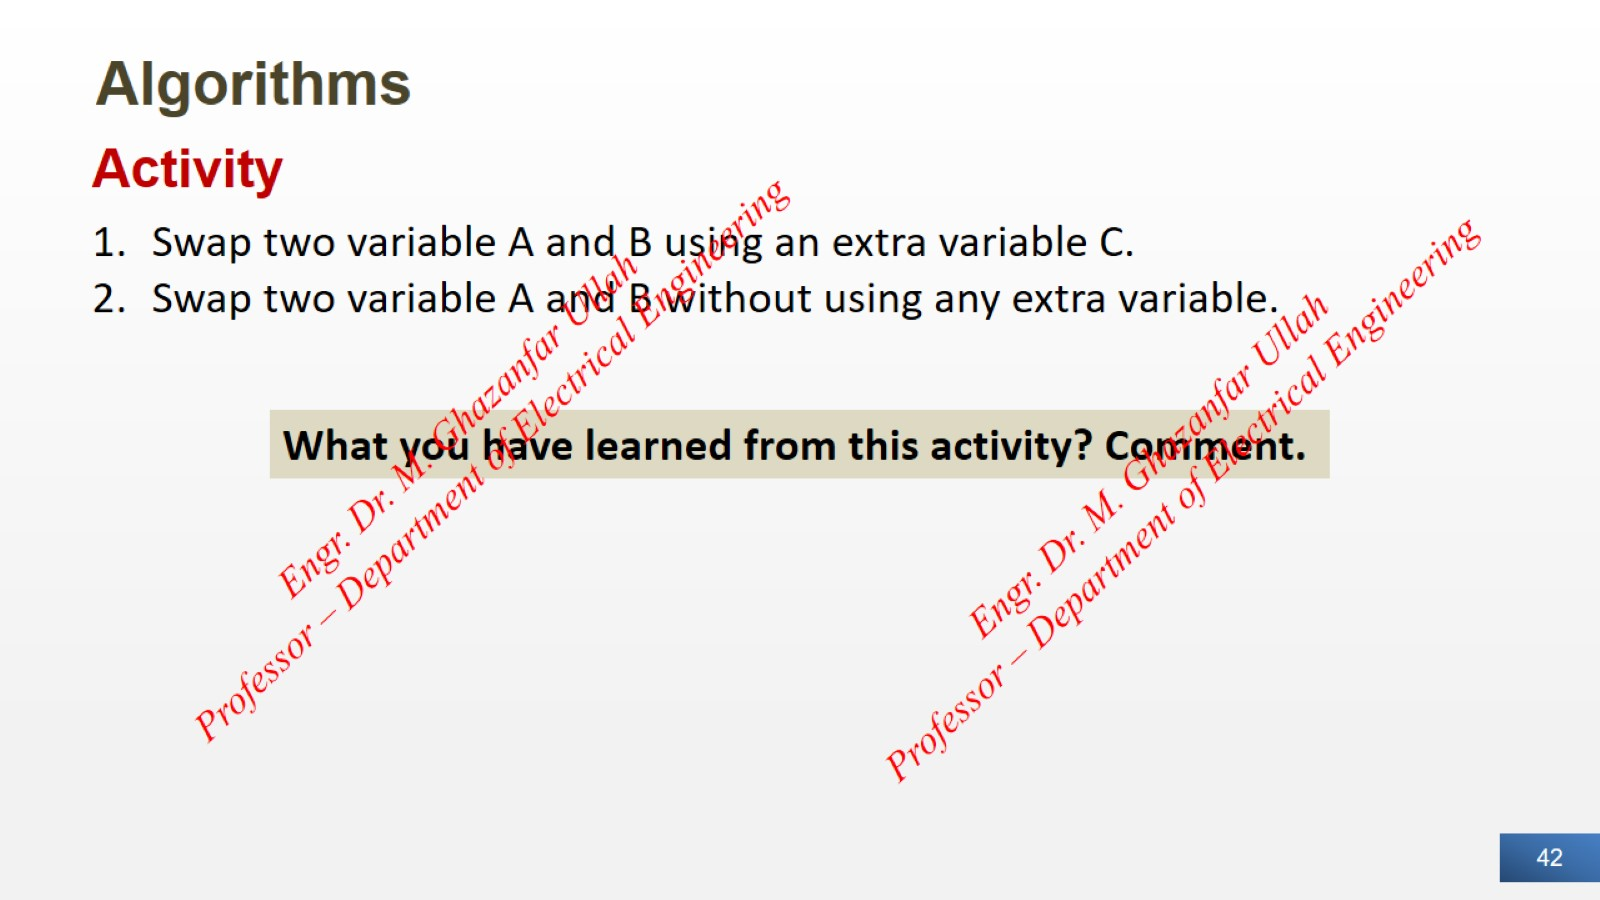 Algorithms
Activity
1. Swap two variable A and B using an extra variable C.
2. Swap two variable A and B without using any extra variable.
What you have learned from this activity? Comment.
Engr. Dr. M. Ghazanfar Ullah
Professor – Department of Electrical Engineering
Engr. Dr. M. Ghazanfar Ullah
Professor – Department of Electrical Engineering
42